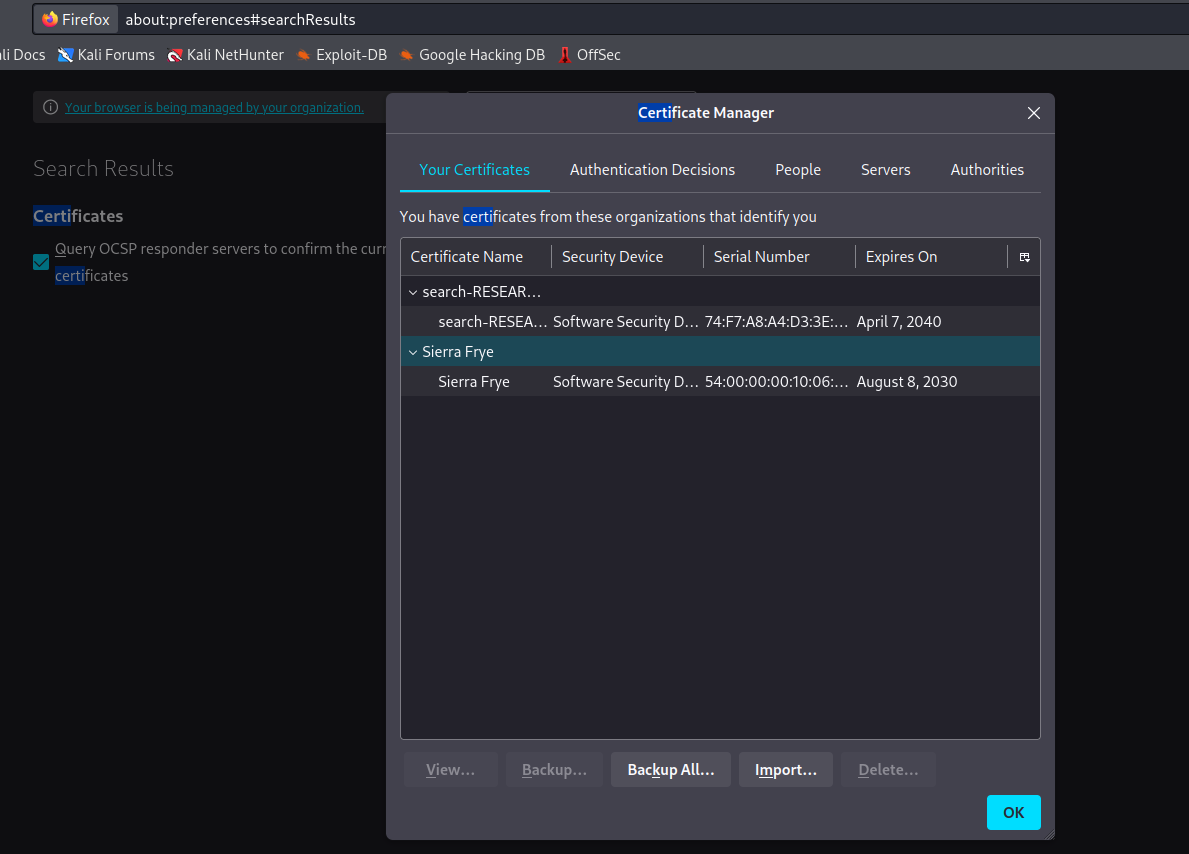 Firefox about:preferences#searchResults
ali Docs Kali Forums Kali NetHunter Exploit-DB Google Hacking DB OffSec
Your browser is being managed by your organization.
Search Results
Certificates
Query OCSP responder servers to confirm the curr
certificates
Certificate Manager
Your Certificates Authentication Decisions People Servers Authorities
You have certificates from these organizations that identify you
Certificate Name Security Device Serial Number Expires On
search-RESEAR…
search-RESEA… Software Security D… 74:F7:A8:A4:D3:3E:… April 7, 2040
Sierra Frye
Sierra Frye Software Security D… 54:00:00:00:10:06:… August 8, 2030
View… Backup… Backup All… Import… Delete…
OK